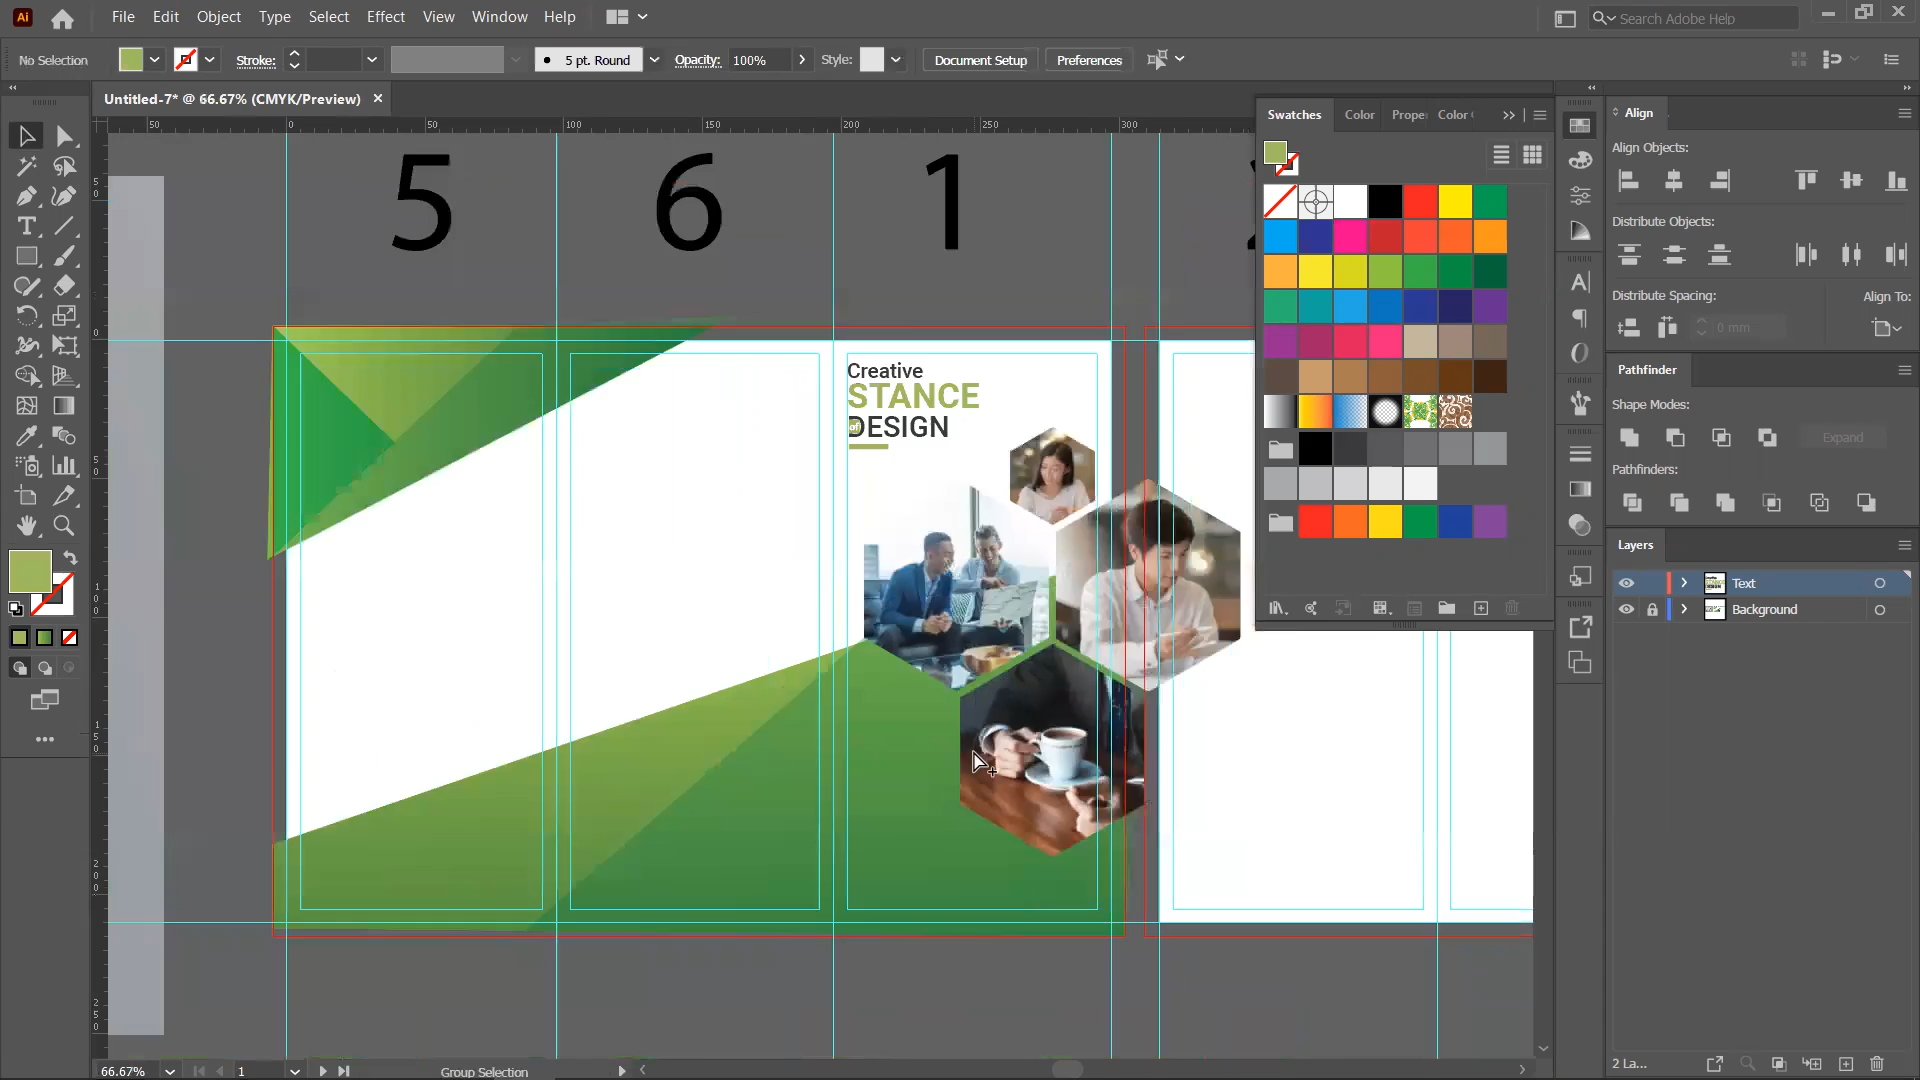 Ai
File Edit Object Type Select Effect View Window Help
Search Adobe Help
No Selection
Stroke:
5 pt. Round
Opacity: 100%
Style:
Document Setup
Preferences
Untitled-7* @ 66.67% (CMYK/Preview)
50 0 50 100 150 200 250 300
5 6 1
Creative
STANCE
of
DESIGN
Swatches Color Prope Color
Align
Align Objects:
Distribute Objects:
Distribute Spacing:
Align To:
0 mm
Pathfinder
Shape Modes:
Expand
Pathfinders:
Layers
Text
Background
2 La...
66.67%
1
Group Selection